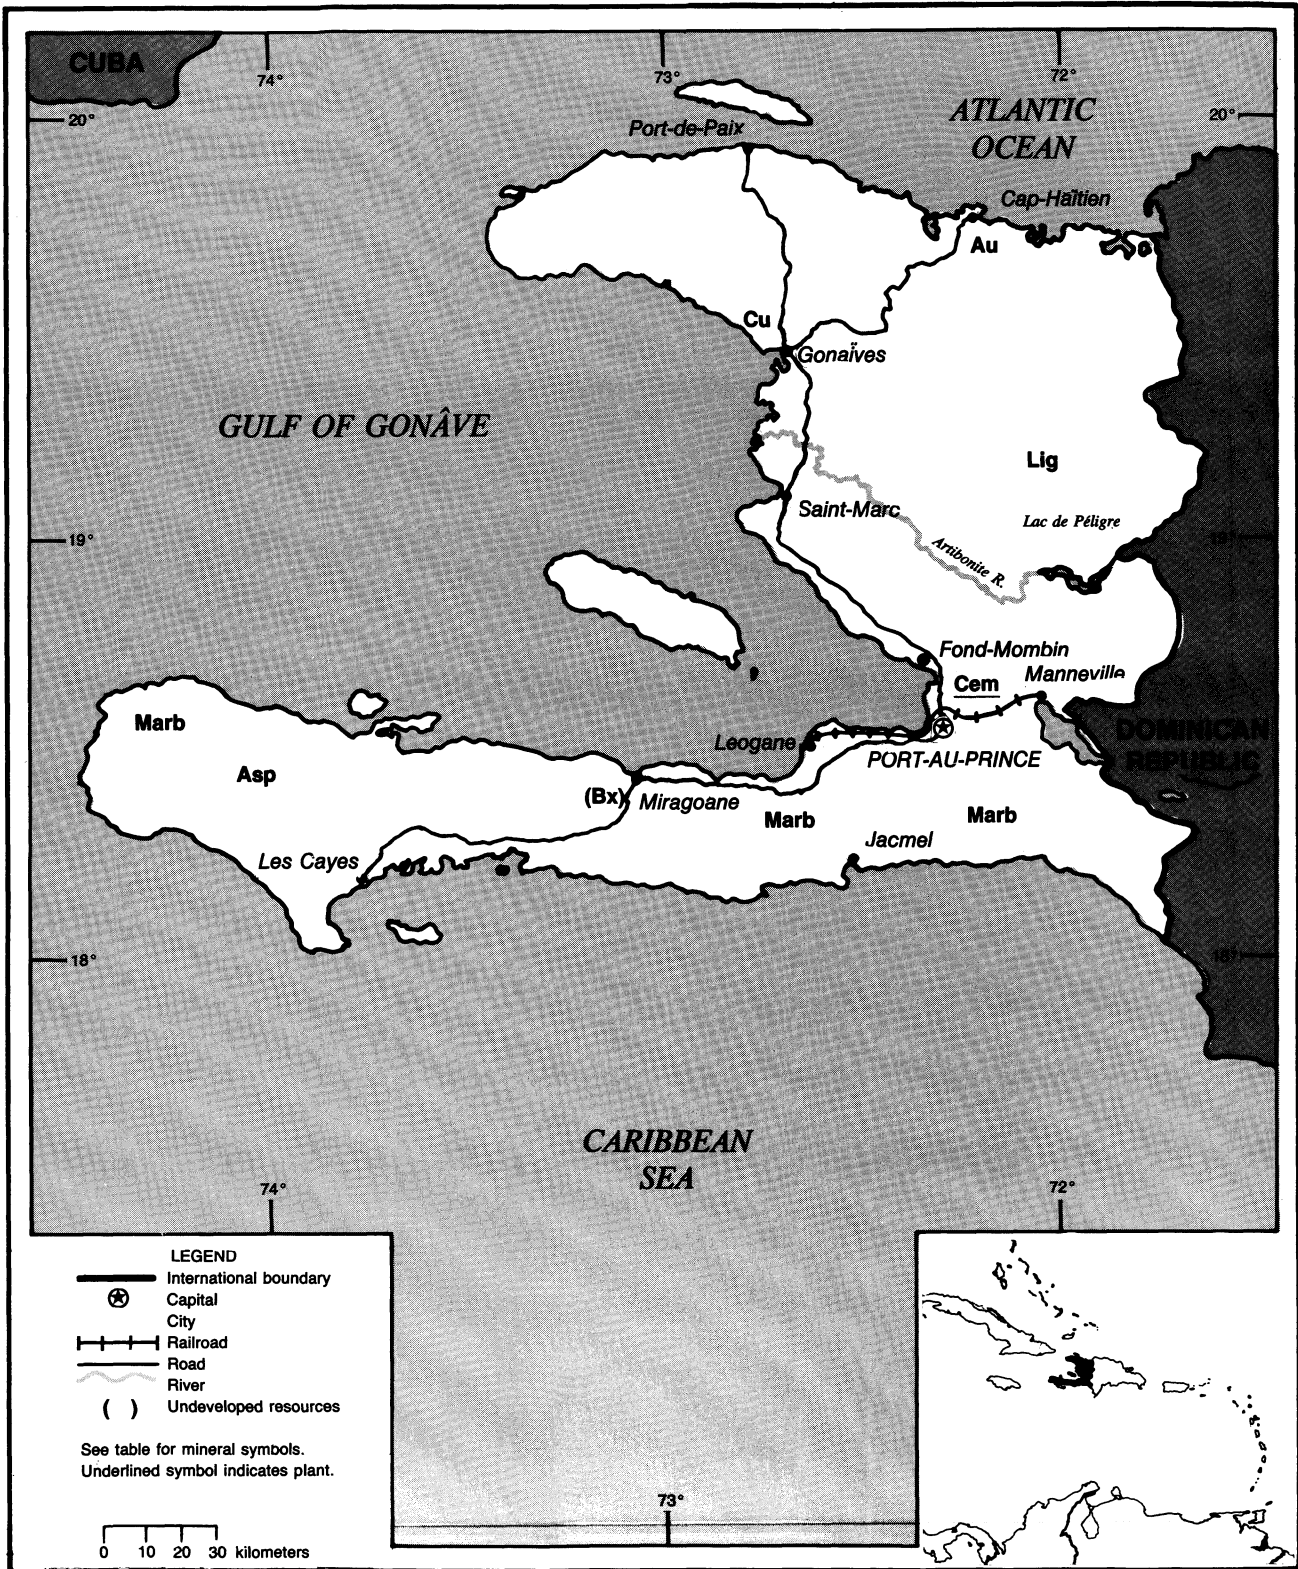 CUBA
74°
73°
72°
20°
20°
ATLANTIC
OCEAN
Port-de-Paix
Cap-Haïtien
Au
Cu
Gonaïves
GULF OF GONÂVE
Lig
Saint-Marc
Lac de Péligre
19°
19°
Artibonite R.
Fond-Mombin
Manneville
Cem
Marb
Leogane
DOMINICAN
REPUBLIC
PORT-AU-PRINCE
Asp
(Bx)
Miragoane
Marb
Marb
Jacmel
Les Cayes
18°
18°
CARIBBEAN
SEA
74°
72°
LEGEND
International boundary
Capital
City
Railroad
Road
River
( ) Undeveloped resources
See table for mineral symbols.
Underlined symbol indicates plant.
73°
0 10 20 30 kilometers